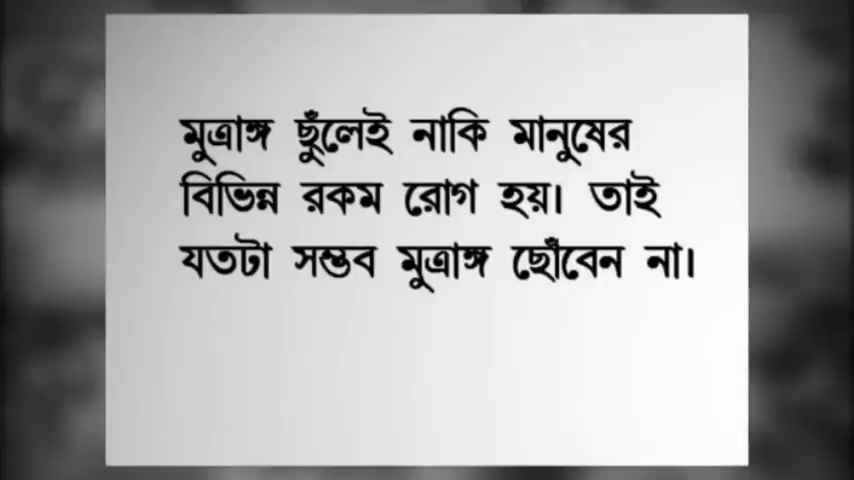 মুত্রাঙ্গ ছুঁলেই নাকি মানুষের
বিভিন্ন রকম রোগ হয়। তাই
যতটা সম্ভব মুত্রাঙ্গ ছোঁবেন না।